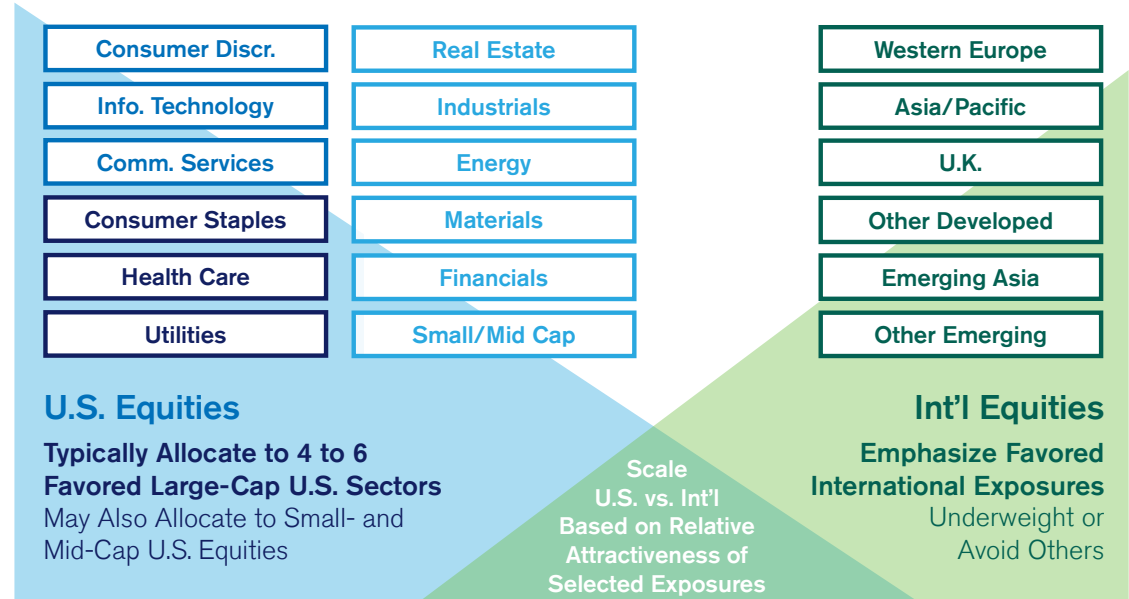 Consumer Discr.
Info. Technology
Comm. Services
Consumer Staples
Health Care
Utilities
Real Estate
Industrials
Energy
Materials
Financials
Small/Mid Cap
Western Europe
Asia/Pacific
U.K.
Other Developed
Emerging Asia
Other Emerging
U.S. Equities
Typically Allocate to 4 to 6
Favored Large-Cap U.S. Sectors
May Also Allocate to Small- and
Mid-Cap U.S. Equities
Scale
U.S. vs. Int'l
Based on Relative
Attractiveness of
Selected Exposures
Int'l Equities
Emphasize Favored
International Exposures
Underweight or
Avoid Others